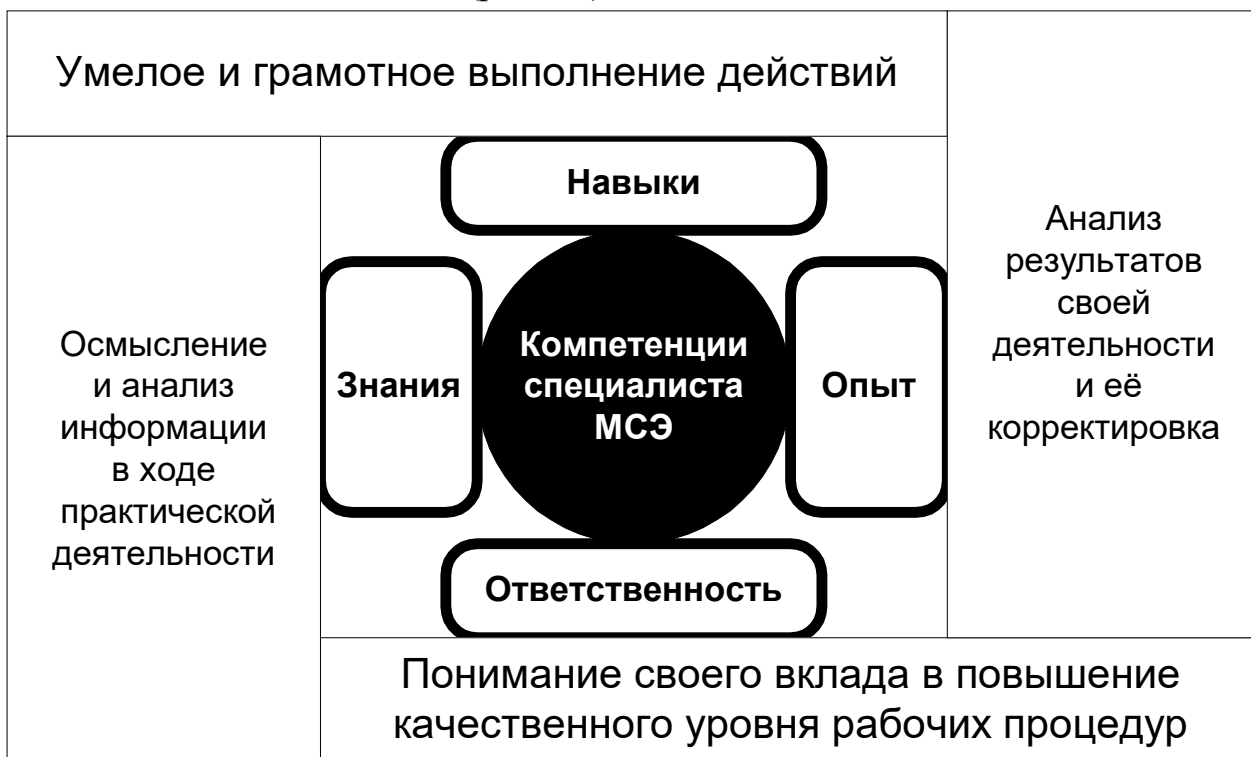 Умелое и грамотное выполнение действий
Навыки
Осмысление
и анализ
информации
в ходе
практической
деятельности
Знания
Компетенции
специалиста
МСЭ
Опыт
Анализ
результатов
своей
деятельности
и её
корректировка
Ответственность
Понимание своего вклада в повышение
качественного уровня рабочих процедур